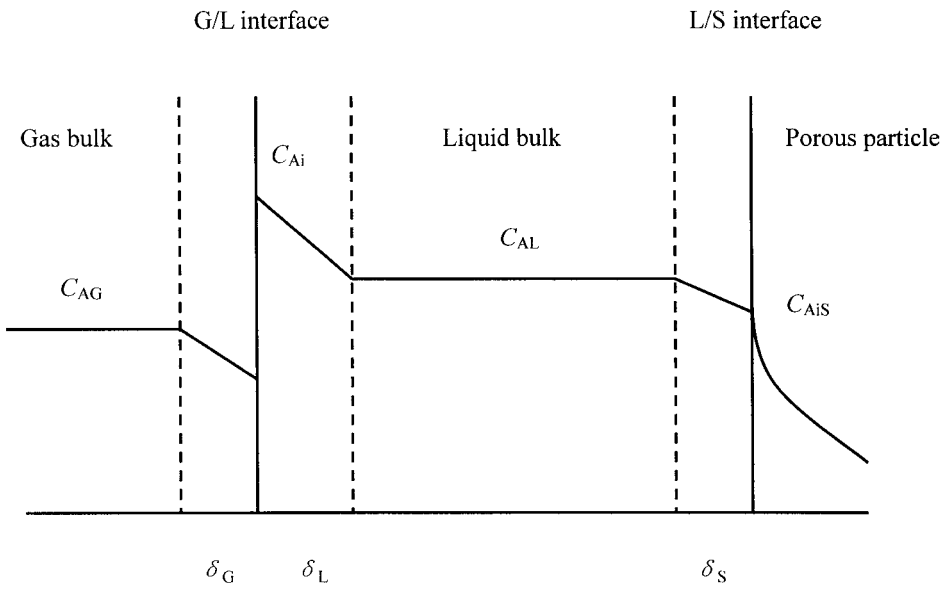 G/L interface
L/S interface
Gas bulk
Liquid bulk
Porous particle
C_Ai
C_AL
C_AG
C_AiS
δ_G
δ_L
δ_S